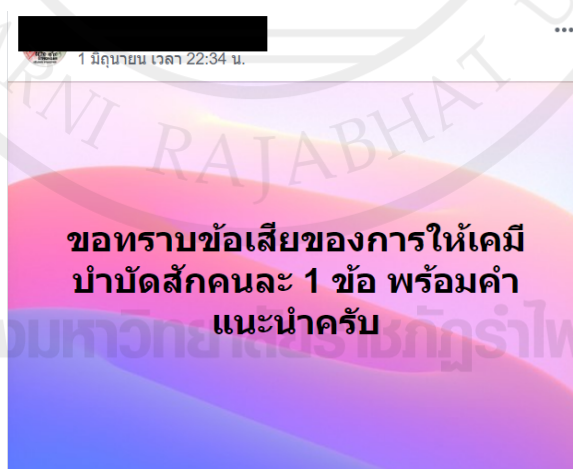 1 มิถุนายน เวลา 22:34 น.
RNI RAJABHAT U
ขอทราบข้อเสียของการให้เคมี
บำบัดสักคนละ 1 ข้อ พร้อมคำ
แนะนำครับ